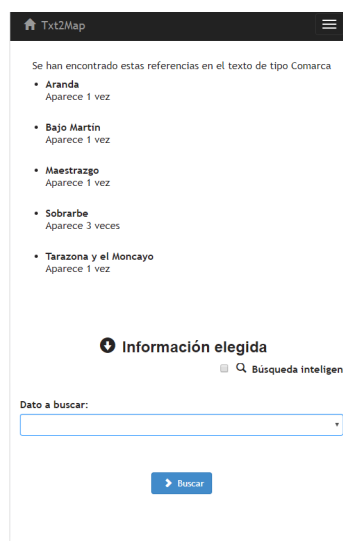 Txt2Map
Se han encontrado estas referencias en el texto de tipo Comarca
Aranda
Aparece 1 vez
Bajo Martín
Aparece 1 vez
Maestrazgo
Aparece 1 vez
Sobrarbe
Aparece 3 veces
Tarazona y el Moncayo
Aparece 1 vez
Información elegida
Búsqueda inteligen
Dato a buscar:
Buscar